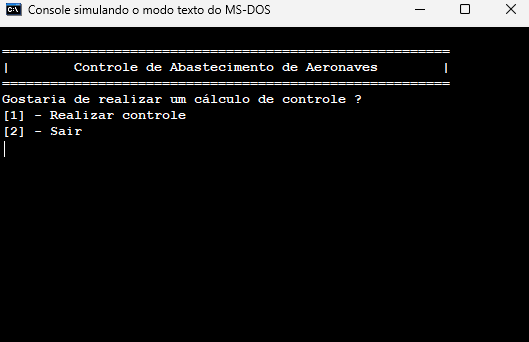 Console simulando o modo texto do MS-DOS
========================================================
|        Controle de Abastecimento de Aeronaves        |
========================================================
Gostaria de realizar um cálculo de controle ?
[1] - Realizar controle
[2] - Sair